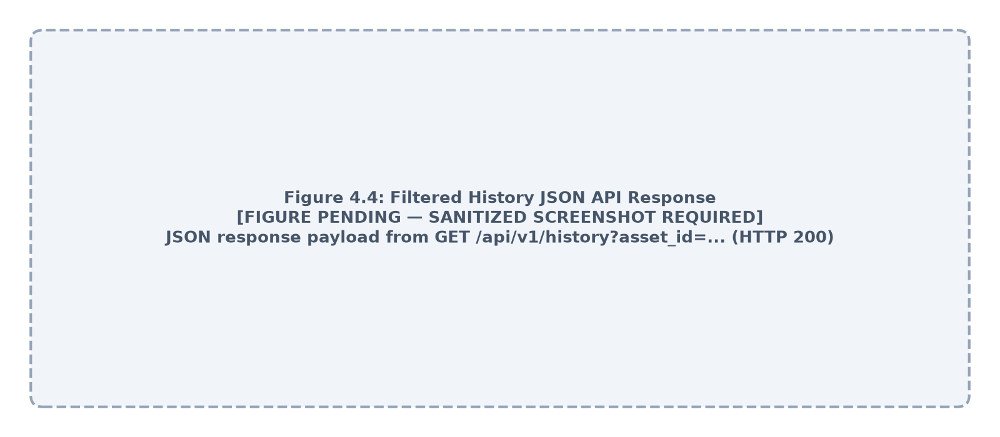 Figure 4.4: Filtered History JSON API Response
[FIGURE PENDING — SANITIZED SCREENSHOT REQUIRED]
JSON response payload from GET /api/v1/history?asset_id=... (HTTP 200)